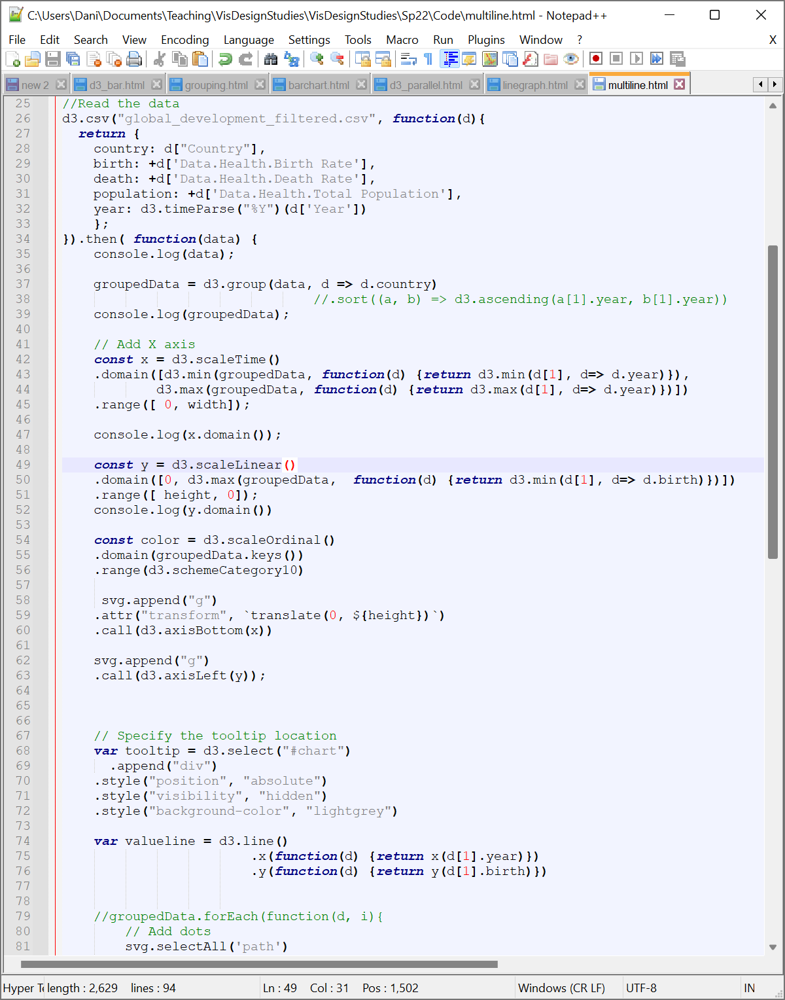 C:\Users\Dani\Documents\Teaching\VisDesignStudies\VisDesignStudies\Sp22\Code\multiline.html - Notepad++
File Edit Search View Encoding Language Settings Tools Macro Run Plugins Window ? X
new 2 d3_bar.html grouping.html barchart.html d3_parallel.html linegraph.html multiline.html
25 //Read the data
26 d3.csv("global_development_filtered.csv", function(d){
27 return {
28 country: d["Country"],
29 birth: +d['Data.Health.Birth Rate'],
30 death: +d['Data.Health.Death Rate'],
31 population: +d['Data.Health.Total Population'],
32 year: d3.timeParse("%Y")(d['Year'])
33 };
34 }).then( function(data) {
35 console.log(data);
36
37 groupedData = d3.group(data, d => d.country)
38 //.sort((a, b) => d3.ascending(a[1].year, b[1].year))
39 console.log(groupedData);
40
41 // Add X axis
42 const x = d3.scaleTime()
43 .domain([d3.min(groupedData, function(d) {return d3.min(d[1], d=> d.year)}),
44 d3.max(groupedData, function(d) {return d3.max(d[1], d=> d.year)})])
45 .range([ 0, width]);
46
47 console.log(x.domain());
48
49 const y = d3.scaleLinear()
50 .domain([0, d3.max(groupedData,  function(d) {return d3.min(d[1], d=> d.birth)})])
51 .range([ height, 0]);
52 console.log(y.domain())
53
54 const color = d3.scaleOrdinal()
55 .domain(groupedData.keys())
56 .range(d3.schemeCategory10)
57
58 svg.append("g")
59 .attr("transform", `translate(0, ${height})`)
60 .call(d3.axisBottom(x))
61
62 svg.append("g")
63 .call(d3.axisLeft(y));
64
65
66
67 // Specify the tooltip location
68 var tooltip = d3.select("#chart")
69 .append("div")
70 .style("position", "absolute")
71 .style("visibility", "hidden")
72 .style("background-color", "lightgrey")
73
74 var valueline = d3.line()
75 .x(function(d) {return x(d[1].year)})
76 .y(function(d) {return y(d[1].birth)})
77
78
79 //groupedData.forEach(function(d, i){
80 // Add dots
81 svg.selectAll('path')
Hyper Te length : 2,629 lines : 94 Ln : 49 Col : 31 Pos : 1,502 Windows (CR LF) UTF-8 IN